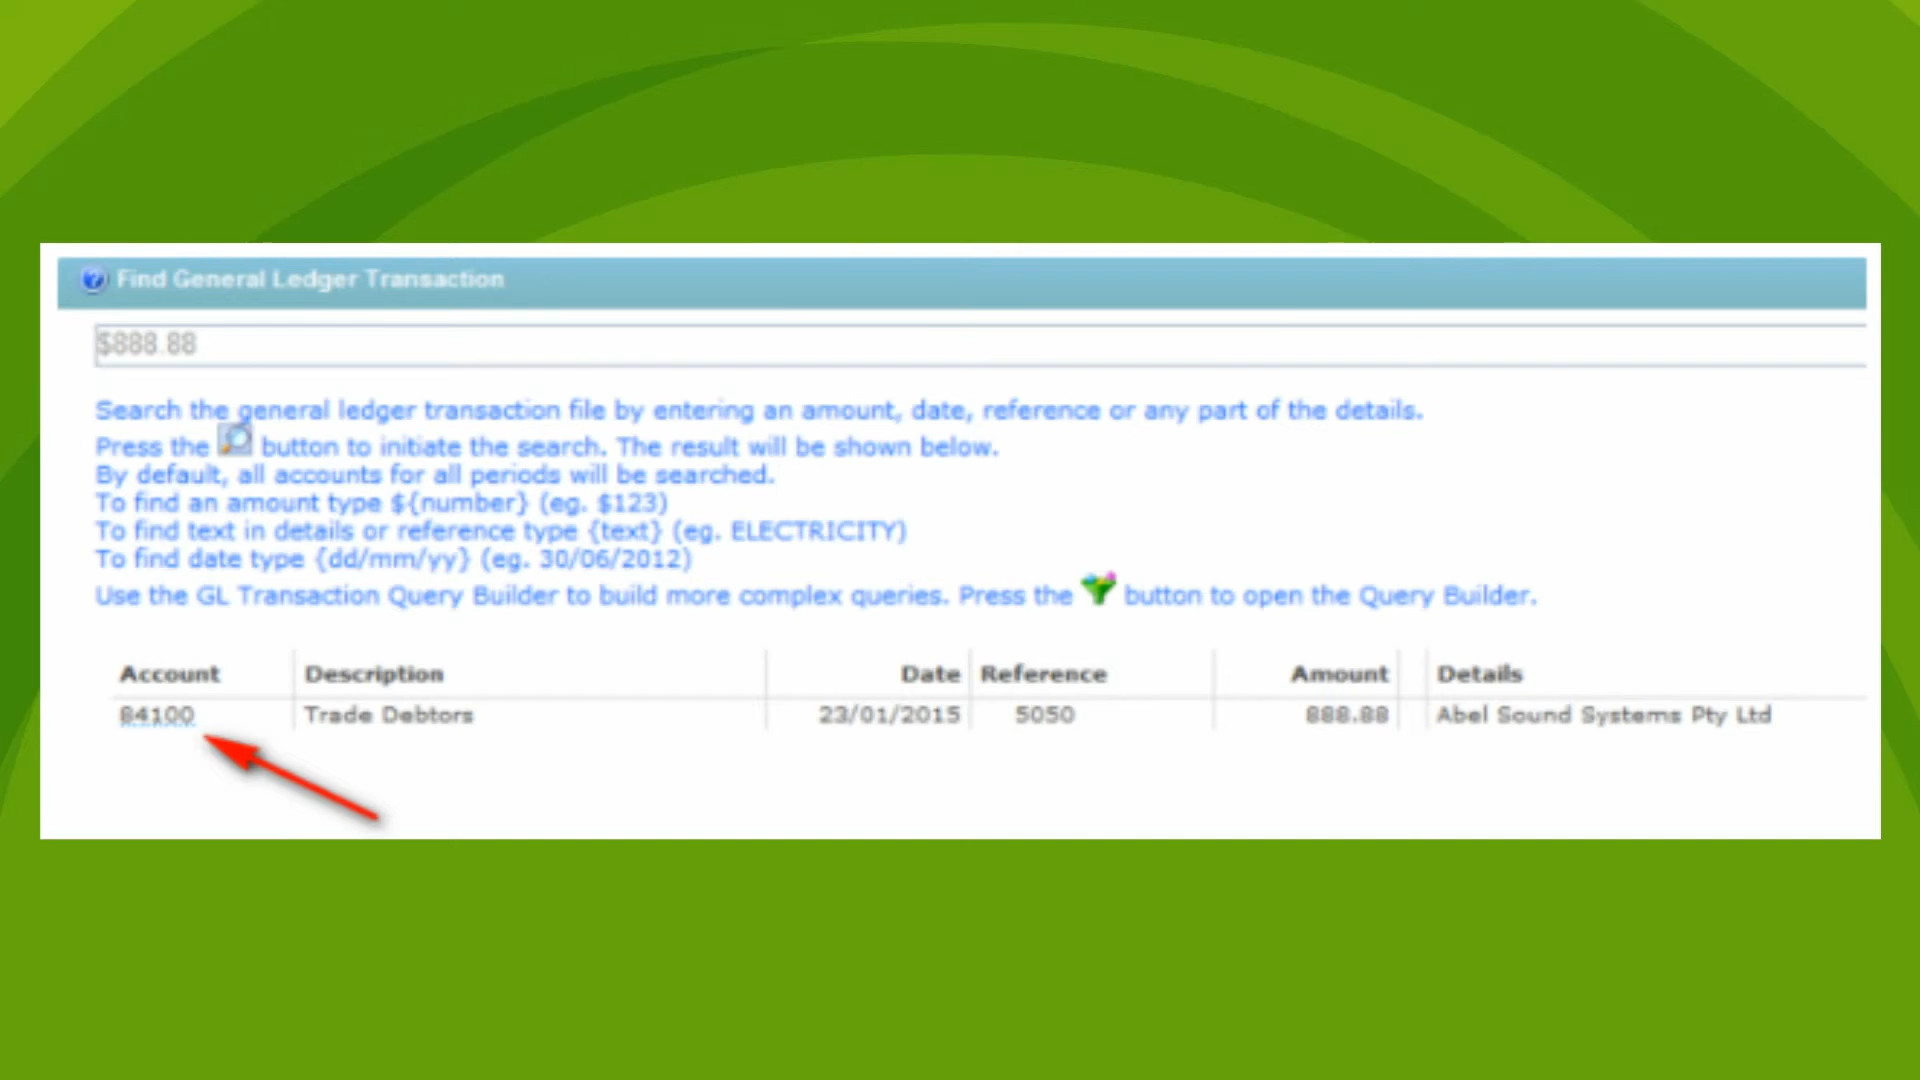 Find General Ledger Transaction
$888.88
Search the general ledger transaction file by entering an amount, date, reference or any part of the details.
Press the button to initiate the search. The result will be shown below.
By default, all accounts for all periods will be searched.
To find an amount type ${number} (eg. $123)
To find text in details or reference type {text} (eg. ELECTRICITY)
To find date type {dd/mm/yy} (eg. 30/06/2012)
Use the GL Transaction Query Builder to build more complex queries. Press the button to open the Query Builder.
Account Description Date Reference Amount Details
84100 Trade Debtors 23/01/2015 5050 888.88 Abel Sound Systems Pty Ltd